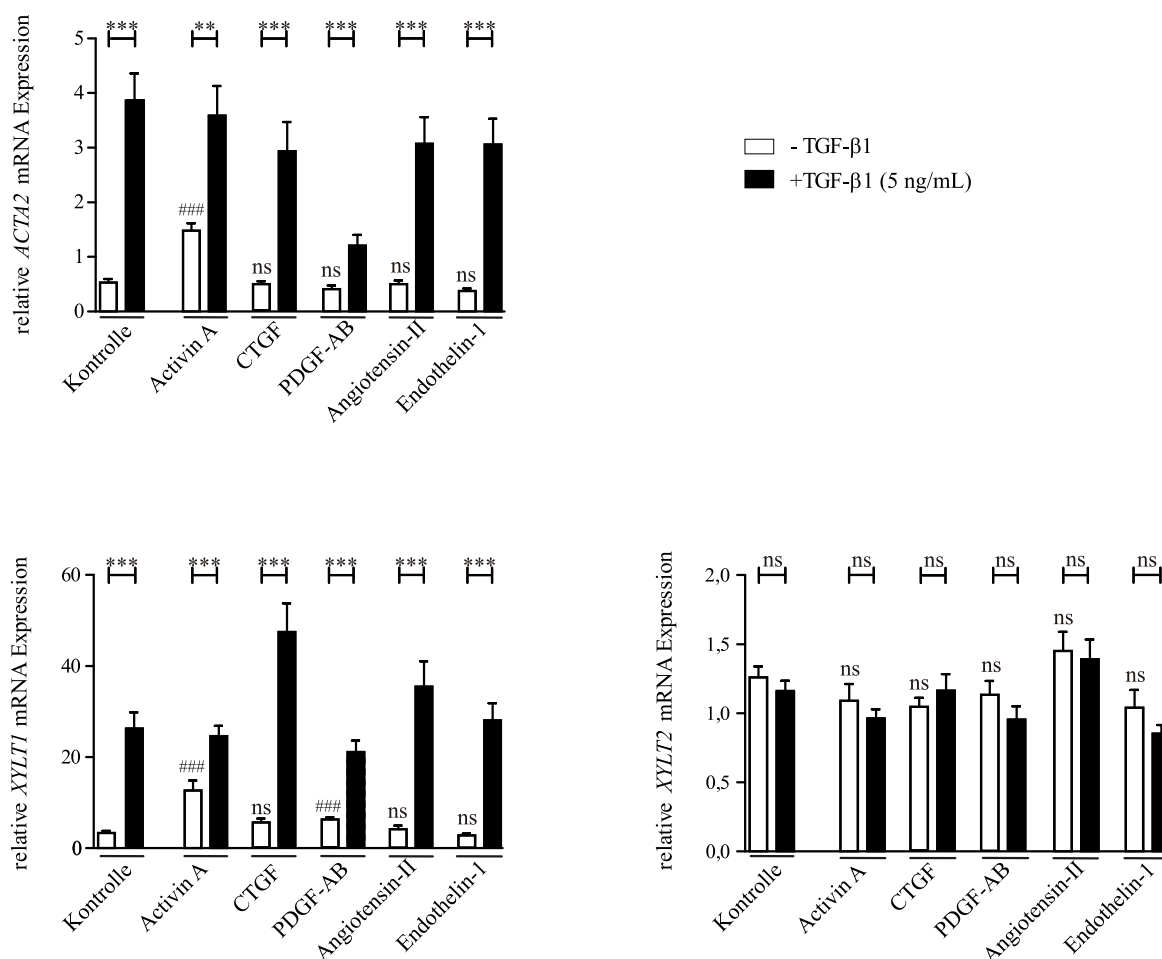 *** ** *** *** *** ***
relative ACTA2 mRNA Expression
5
4
3
2
1
0
###
ns
ns
ns
ns
Kontrolle
Activin A
CTGF
PDGF-AB
Angiotensin-II
Endothelin-1
- TGF-β1
+TGF-β1 (5 ng/mL)
*** *** *** *** *** ***
relative XYLT1 mRNA Expression
60
40
20
0
###
ns
###
ns
ns
Kontrolle
Activin A
CTGF
PDGF-AB
Angiotensin-II
Endothelin-1
ns ns ns ns ns ns
relative XYLT2 mRNA Expression
2,0
1,5
1,0
0,5
0,0
ns
ns
ns
ns
ns
Kontrolle
Activin A
CTGF
PDGF-AB
Angiotensin-II
Endothelin-1